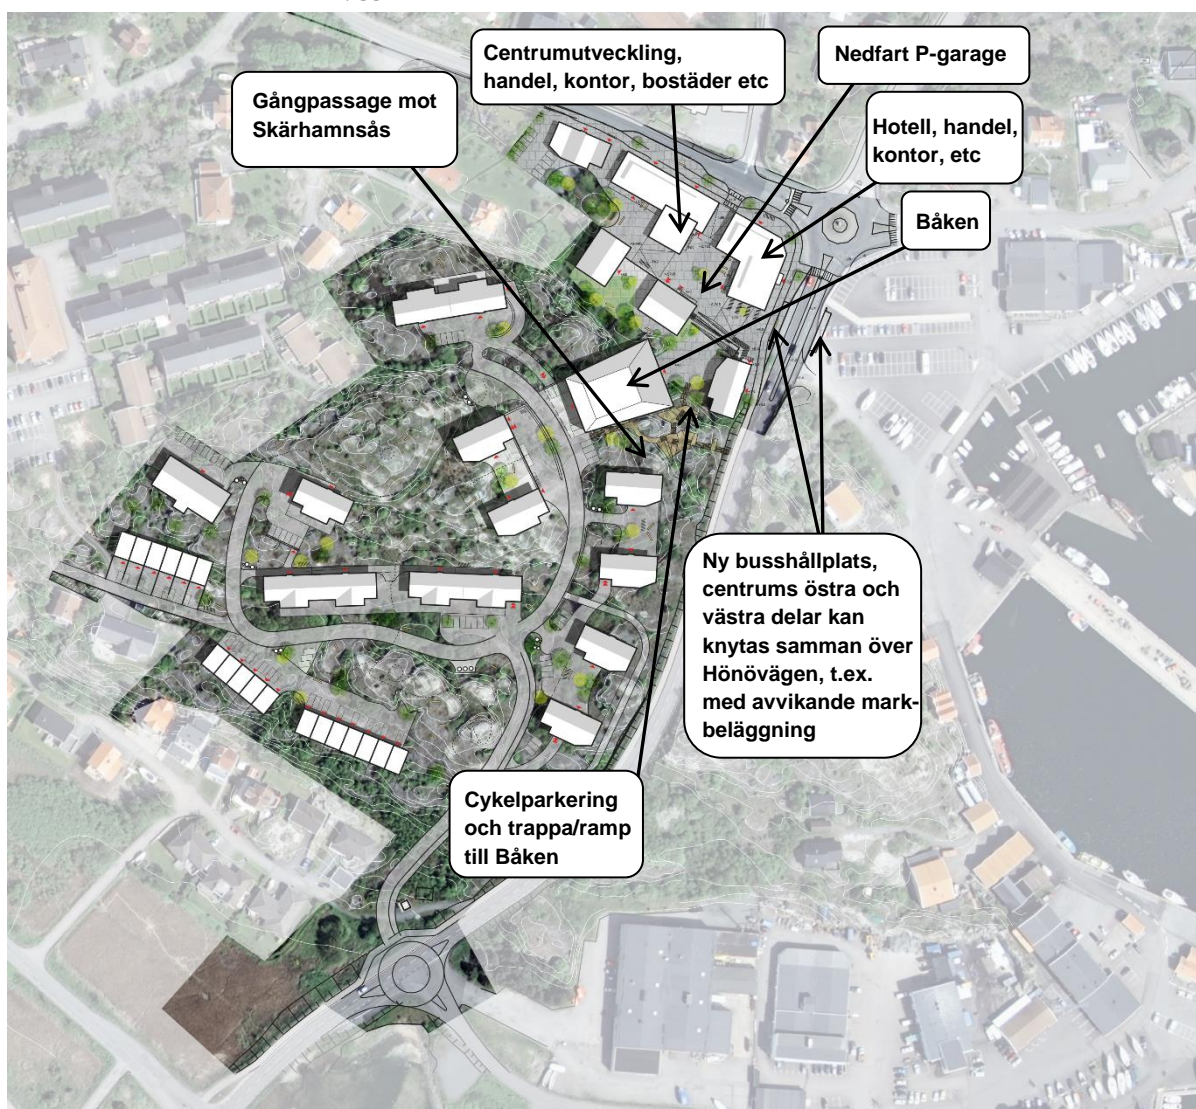 Centrumutveckling,
handel, kontor, bostäder etc
Nedfart P-garage
Gångpassage mot
Skärhamnsås
Hotell, handel,
kontor, etc
Båken
Ny busshållplats,
centrums östra och
västra delar kan
knytas samman över
Hönövägen, t.ex.
med avvikande mark-
beläggning
Cykelparkering
och trappa/ramp
till Båken